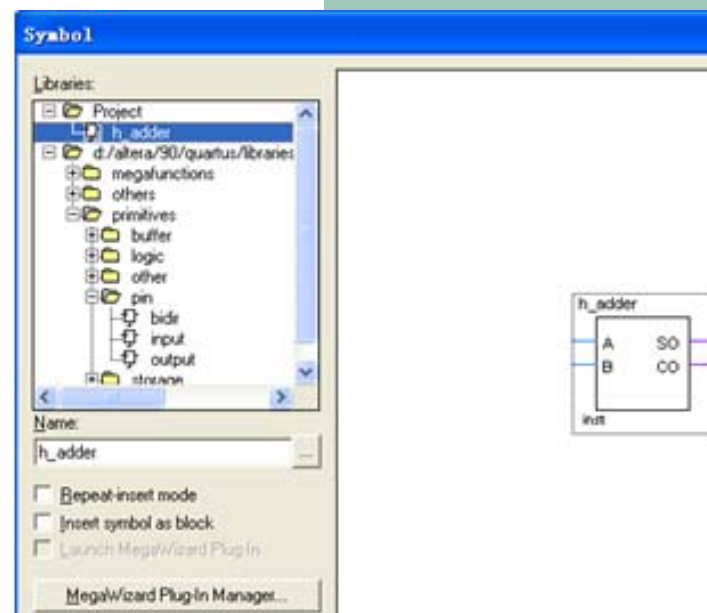 Symbol
Libraries:
Project
h_adder
d:/altera/90/quartus/libraries
megafunctions
others
primitives
buffer
logic
other
pin
bidir
input
output
storage
Name:
h_adder
...
Repeat-insert mode
Insert symbol as block
Launch MegaWizard Plug-In
MegaWizard Plug-In Manager...
h_adder
A SO
B CO
inst